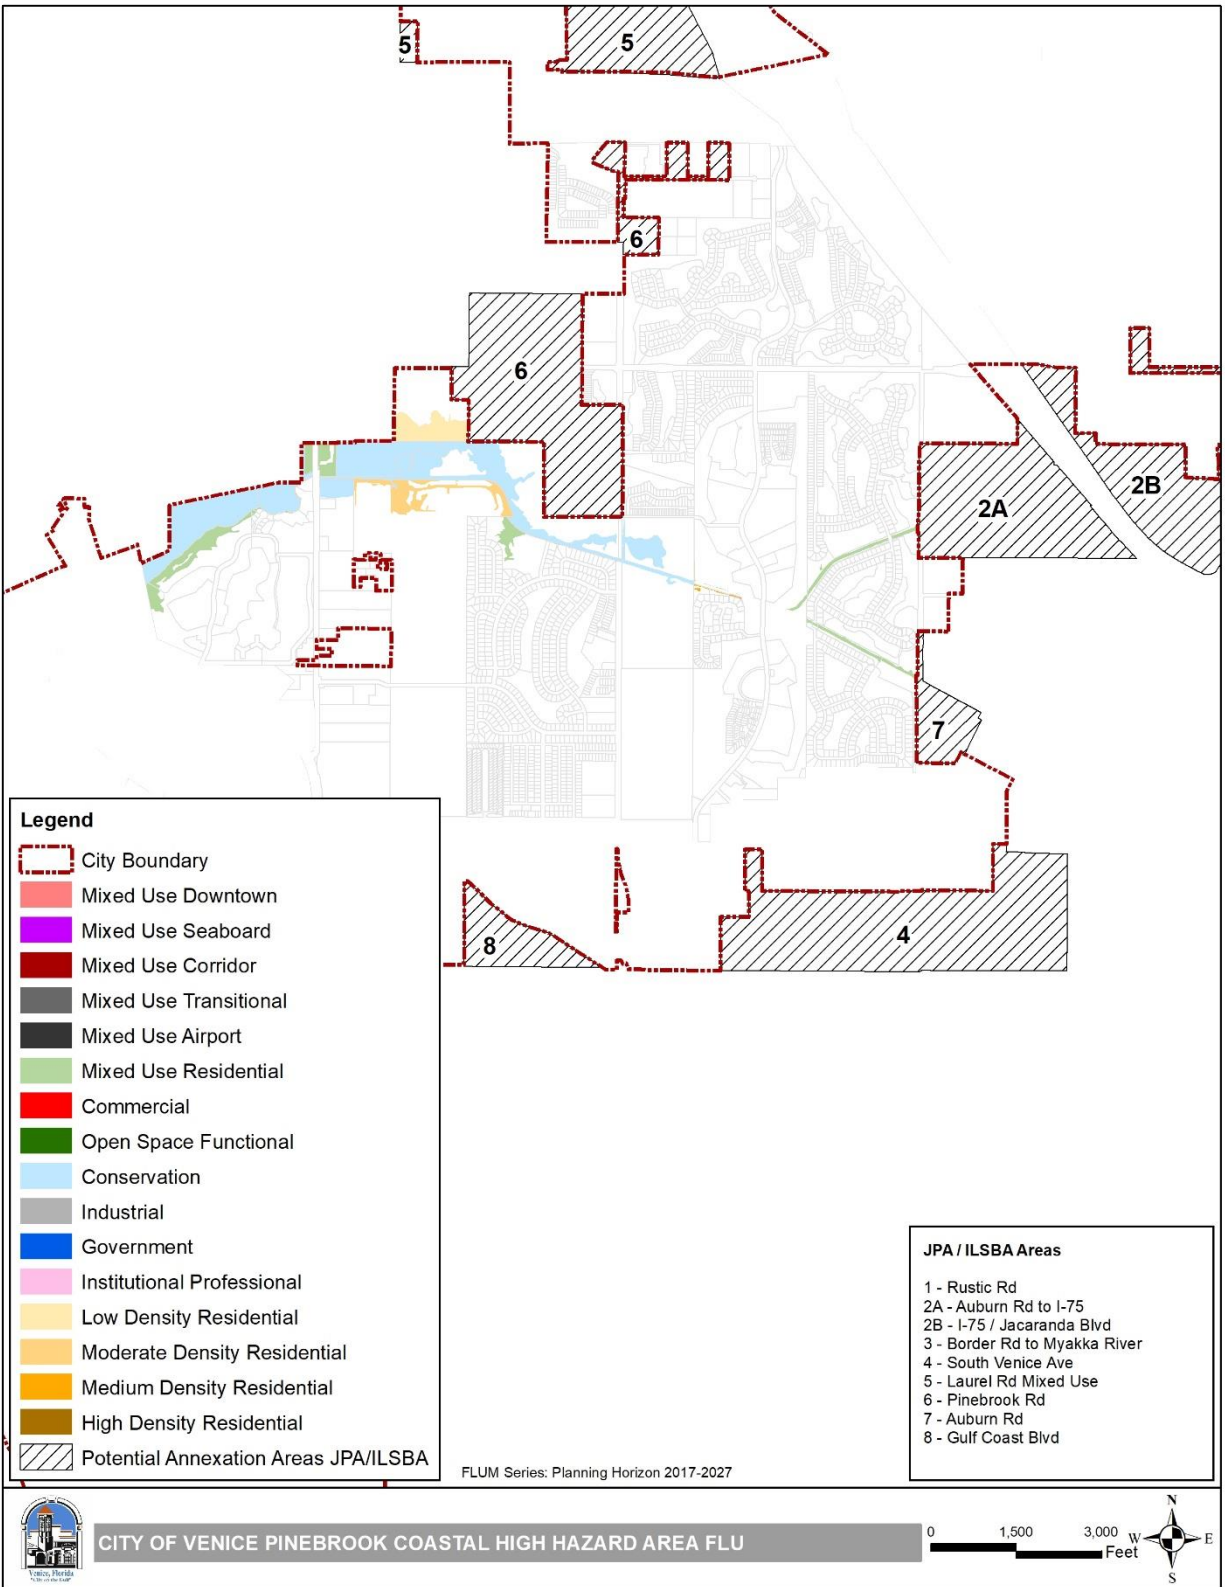 5
5
6
6
2A
2B
7
8
4
Legend
City Boundary
Mixed Use Downtown
Mixed Use Seaboard
Mixed Use Corridor
Mixed Use Transitional
Mixed Use Airport
Mixed Use Residential
Commercial
Open Space Functional
Conservation
Industrial
Government
Institutional Professional
Low Density Residential
Moderate Density Residential
Medium Density Residential
High Density Residential
Potential Annexation Areas JPA/ILSBA
JPA / ILSBA Areas
1 - Rustic Rd
2A - Auburn Rd to I-75
2B - I-75 / Jacaranda Blvd
3 - Border Rd to Myakka River
4 - South Venice Ave
5 - Laurel Rd Mixed Use
6 - Pinebrook Rd
7 - Auburn Rd
8 - Gulf Coast Blvd
FLUM Series: Planning Horizon 2017-2027
Venice, Florida
"City on the Gulf"
CITY OF VENICE PINEBROOK COASTAL HIGH HAZARD AREA FLU
0 1,500 3,000
Feet
N
W E
S